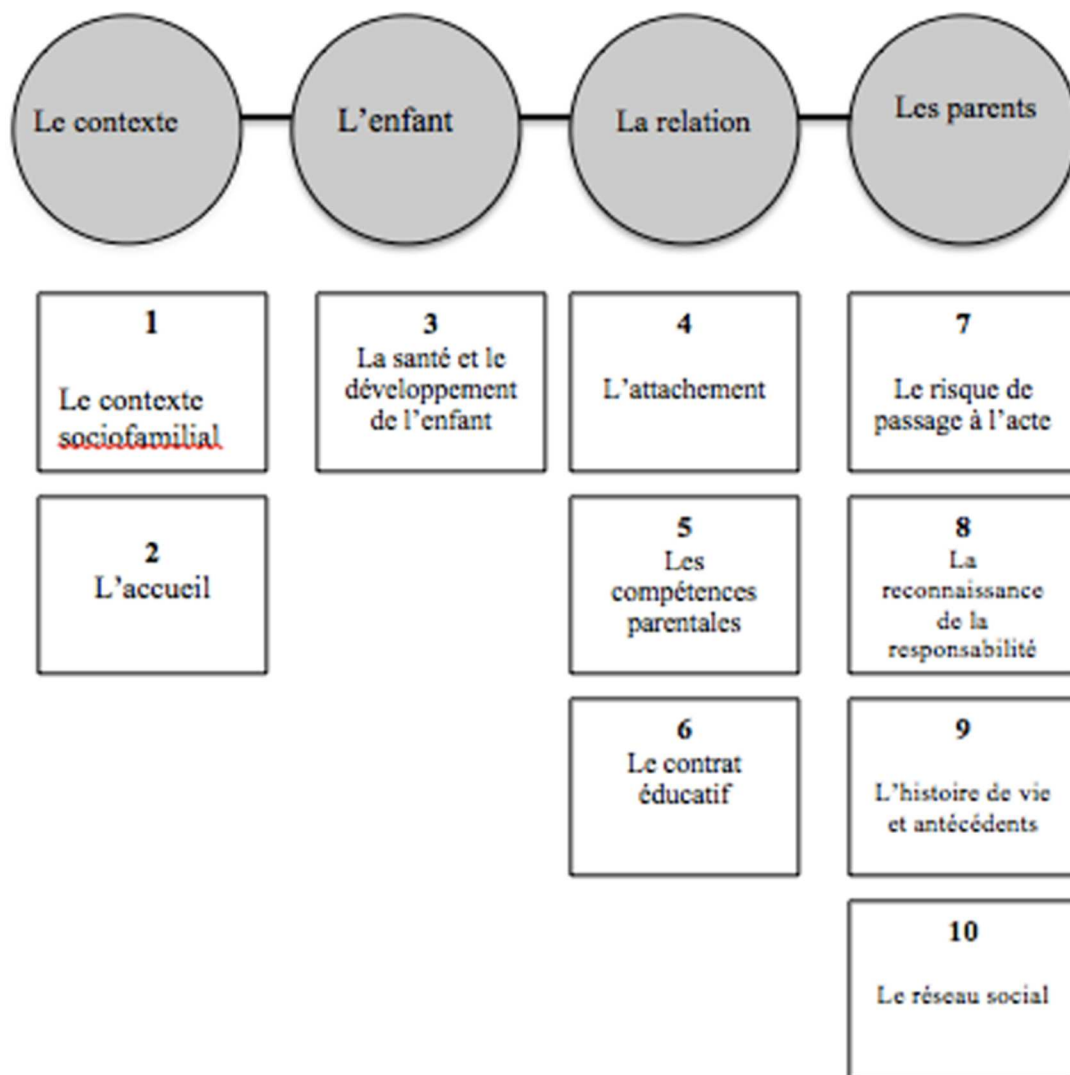 Le contexte
L'enfant
La relation
Les parents
1
Le contexte
sociofamilial
2
L'accueil
3
La santé et le
développement
de l'enfant
4
L'attachement
5
Les
compétences
parentales
6
Le contrat
éducatif
7
Le risque de
passage à l'acte
8
La
reconnaissance
de la
responsabilité
9
L'histoire de vie
et antécédents
10
Le réseau social